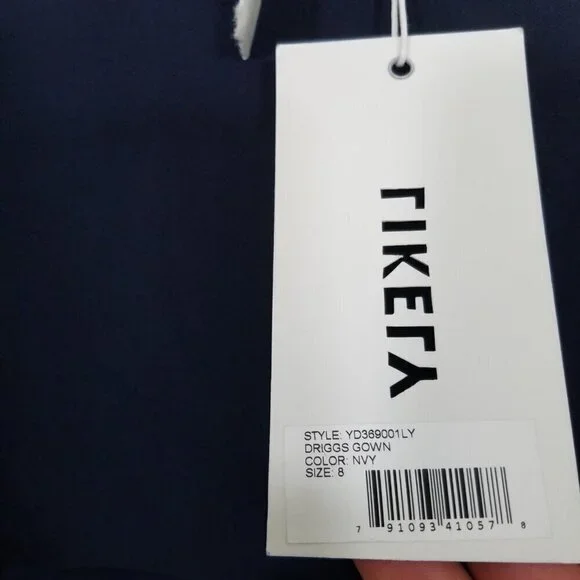 LIKELY
STYLE: YD369001LY
DRIGGS GOWN
COLOR: NVY
SIZE: 8
7 91093 41057 8